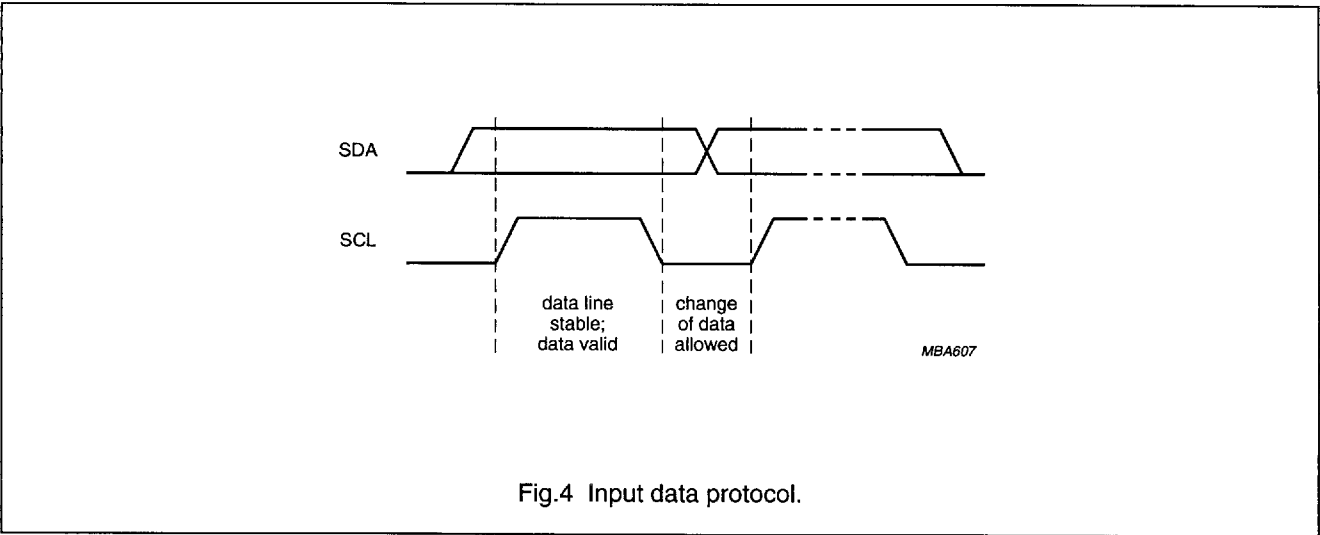 SDA
SCL
data line
stable;
data valid
change
of data
allowed
MBA607
Fig.4 Input data protocol.